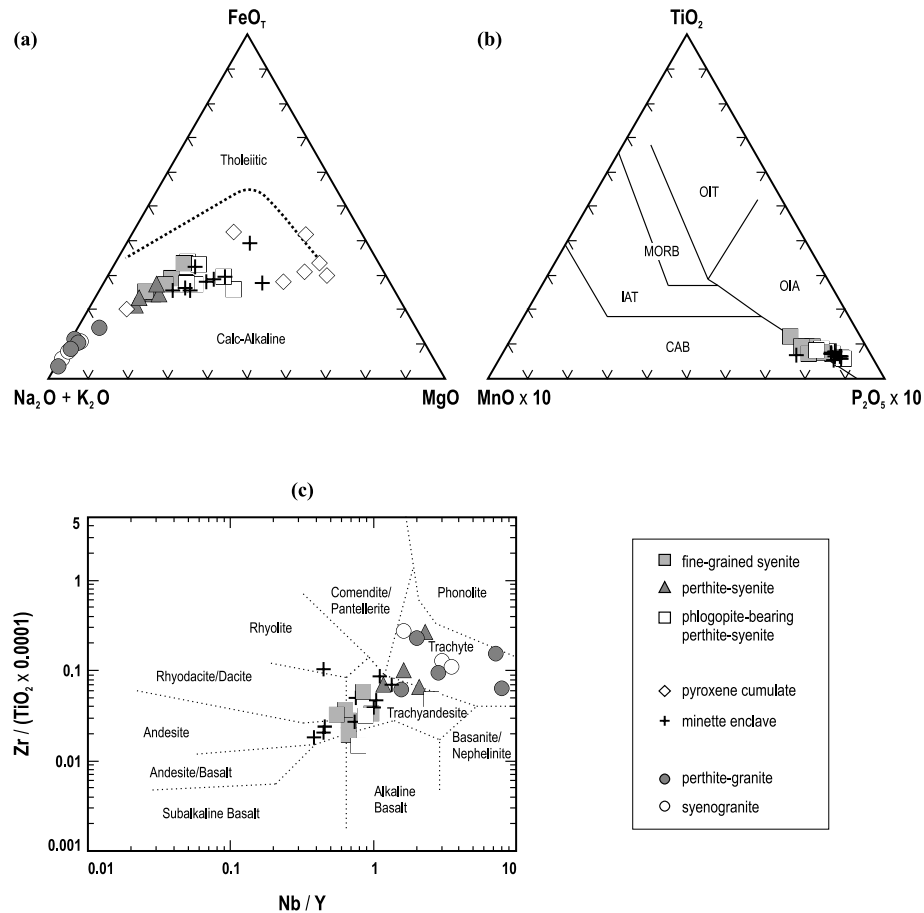 (a)
FeO_T
Tholeiitic
Calc-Alkaline
Na₂O + K₂O
MgO
(b)
TiO₂
OIT
MORB
OIA
IAT
CAB
MnO x 10
P₂O₅ x 10
(c)
5
1
0.1
0.01
0.001
Zr / (TiO₂ x 0.0001)
Comendite/
Pantellerite
Phonolite
Rhyolite
Trachyte
Rhyodacite/Dacite
Trachyandesite
Andesite
Basanite/
Nephelinite
Andesite/Basalt
Alkaline
Basalt
Subalkaline Basalt
0.01
0.1
1
10
Nb / Y
fine-grained syenite
perthite-syenite
phlogopite-bearing
perthite-syenite
pyroxene cumulate
minette enclave
perthite-granite
syenogranite